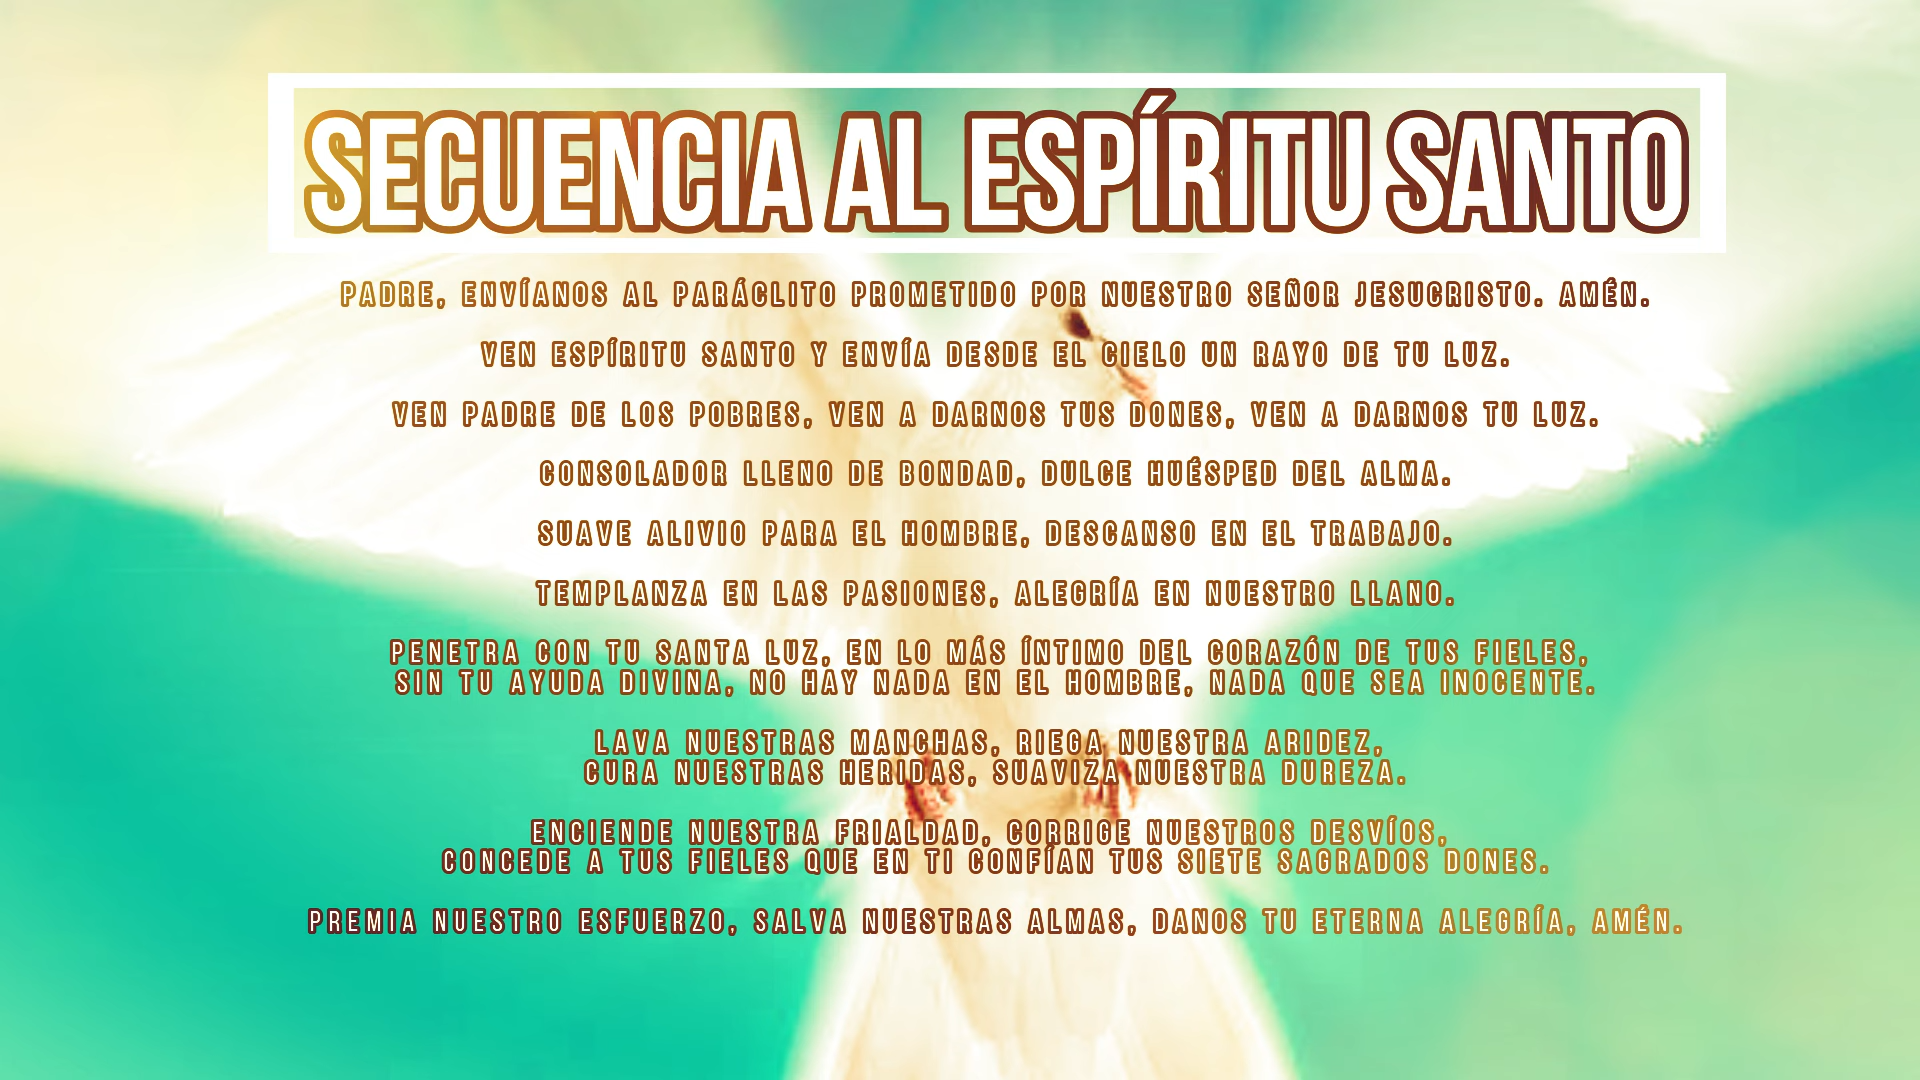 SECUENCIA AL ESPÍRITU SANTO
PADRE, ENVÍANOS AL PARÁCLITO PROMETIDO POR NUESTRO SEÑOR JESUCRISTO. AMÉN.
VEN ESPÍRITU SANTO Y ENVÍA DESDE EL CIELO UN RAYO DE TU LUZ.
VEN PADRE DE LOS POBRES, VEN A DARNOS TUS DONES, VEN A DARNOS TU LUZ.
CONSOLADOR LLENO DE BONDAD, DULCE HUÉSPED DEL ALMA.
SUAVE ALIVIO PARA EL HOMBRE, DESCANSO EN EL TRABAJO.
TEMPLANZA EN LAS PASIONES, ALEGRÍA EN NUESTRO LLANO.
PENETRA CON TU SANTA LUZ, EN LO MÁS ÍNTIMO DEL CORAZÓN DE TUS FIELES,
SIN TU AYUDA DIVINA, NO HAY NADA EN EL HOMBRE, NADA QUE SEA INOCENTE.
LAVA NUESTRAS MANCHAS, RIEGA NUESTRA ARIDEZ,
CURA NUESTRAS HERIDAS, SUAVIZA NUESTRA DUREZA.
ENCIENDE NUESTRA FRIALDAD, CORRIGE NUESTROS DESVÍOS,
CONCEDE A TUS FIELES QUE EN TI CONFÍAN TUS SIETE SAGRADOS DONES.
PREMIA NUESTRO ESFUERZO, SALVA NUESTRAS ALMAS, DANOS TU ETERNA ALEGRÍA, AMÉN.